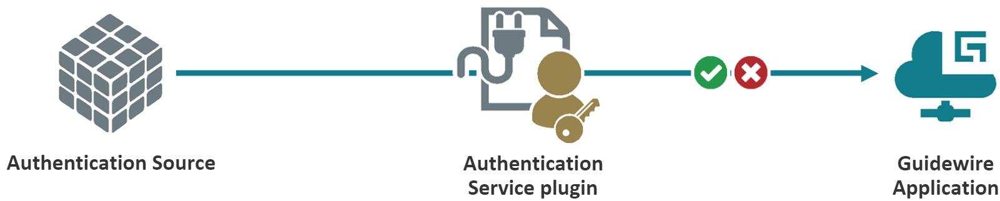 Authentication Source
Authentication
Service plugin
Guidewire
Application